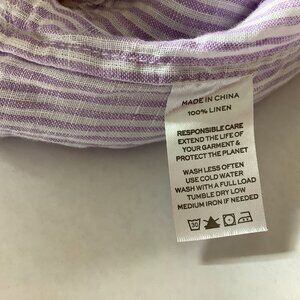 MADE IN CHINA
100% LINEN
RESPONSIBLE CARE
EXTEND THE LIFE OF
YOUR GARMENT &
PROTECT THE PLANET
WASH LESS OFTEN
USE COLD WATER
WASH WITH A FULL LOAD
TUMBLE DRY LOW
MEDIUM IRON IF NEEDED
30